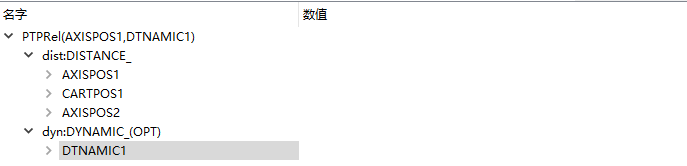 名字 数值
PTPRel(AXISPOS1,DTNAMIC1)
dist:DISTANCE_
AXISPOS1
CARTPOS1
AXISPOS2
dyn:DYNAMIC_(OPT)
DTNAMIC1